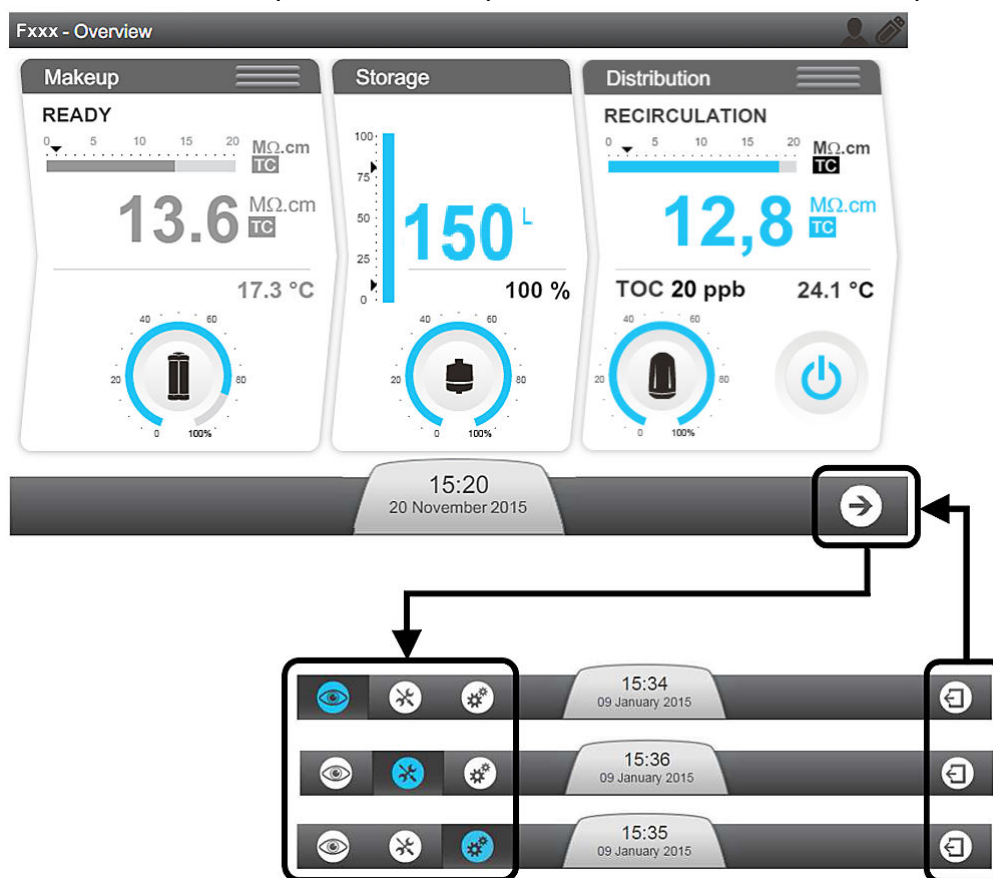 Fxxx - Overview
Makeup
READY
0 5 10 15 20 MΩ.cm
TC
13.6 MΩ.cm
TC
17.3 °C
0 20 40 60 80 100%
Storage
100
75
50
25
0
150 L
100 %
0 20 40 60 80 100%
Distribution
RECIRCULATION
0 5 10 15 20 MΩ.cm
TC
12,8 MΩ.cm
TC
TOC 20 ppb 24.1 °C
0 20 40 60 80 100%
15:20
20 November 2015
15:34
09 January 2015
15:36
09 January 2015
15:35
09 January 2015